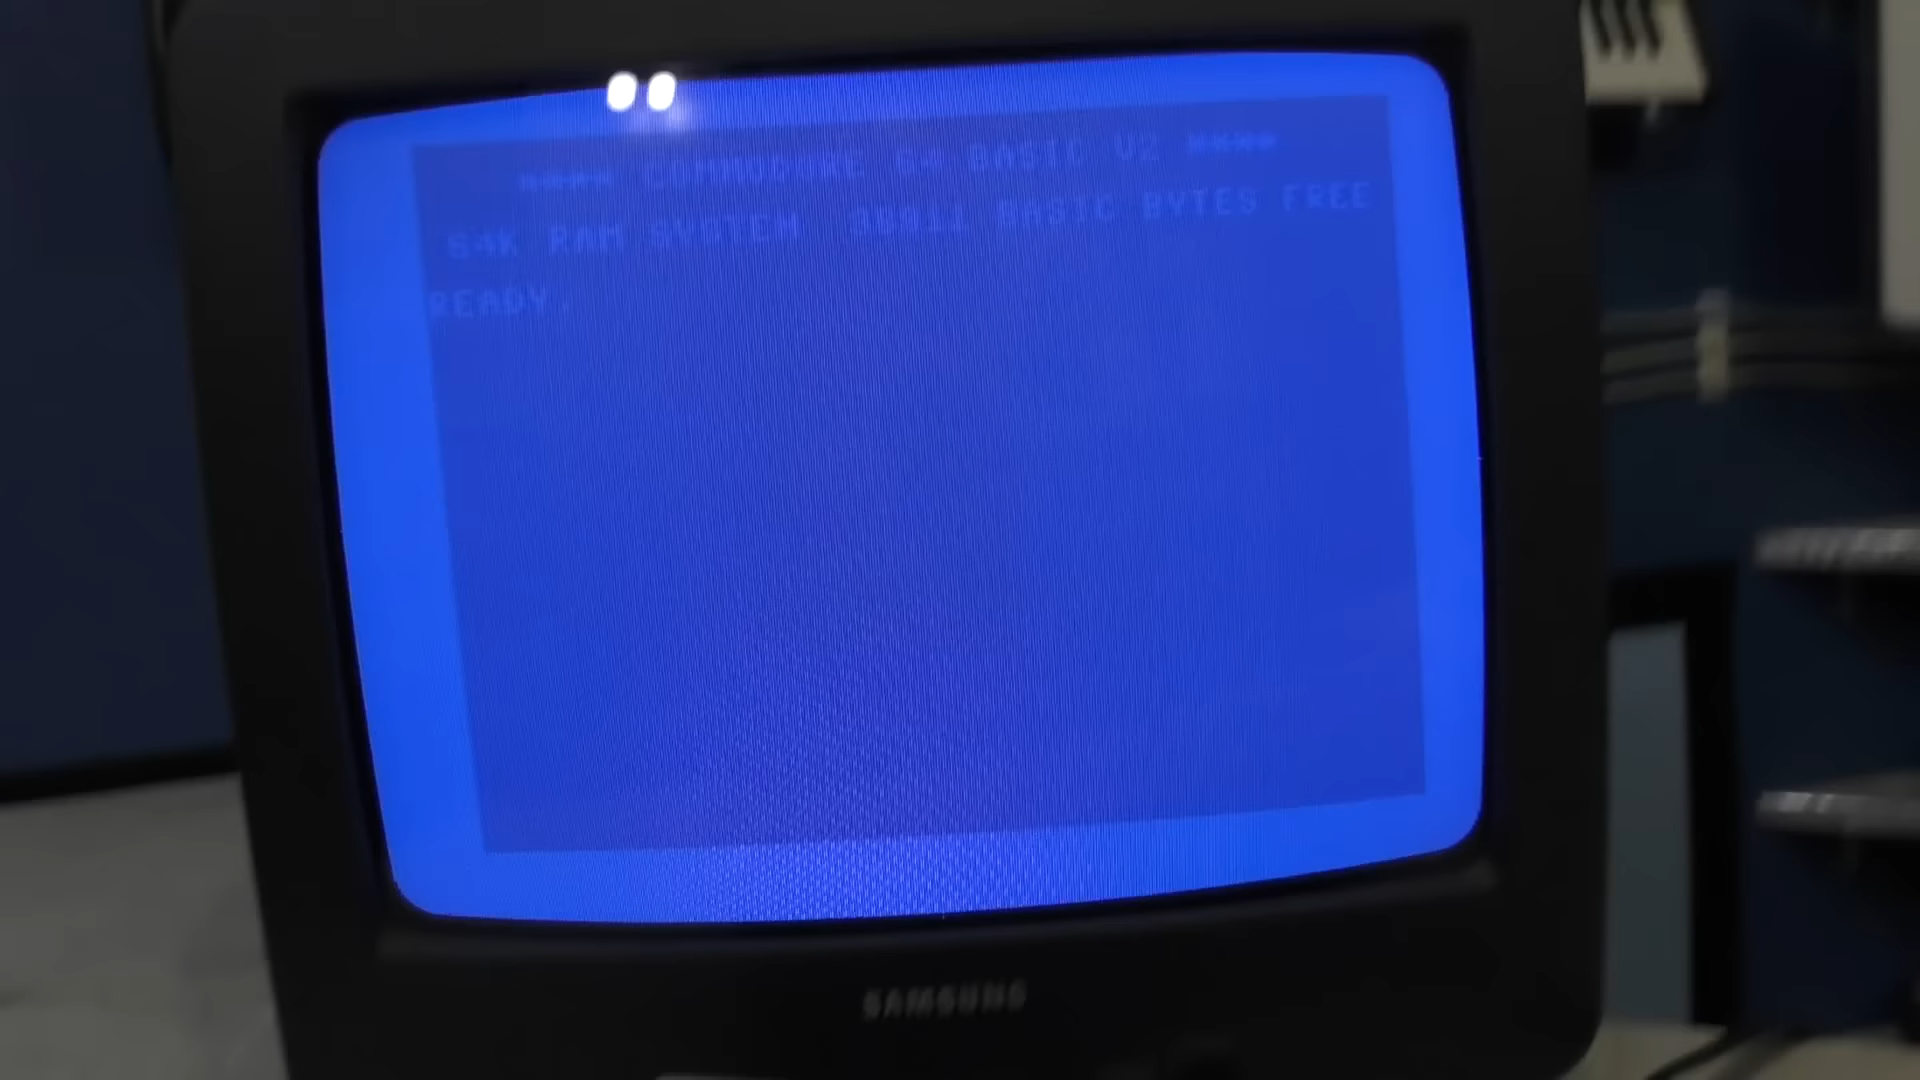 **** COMMODORE 64 BASIC V2 ****
64K RAM SYSTEM 38911 BASIC BYTES FREE
READY.
SAMSUNG